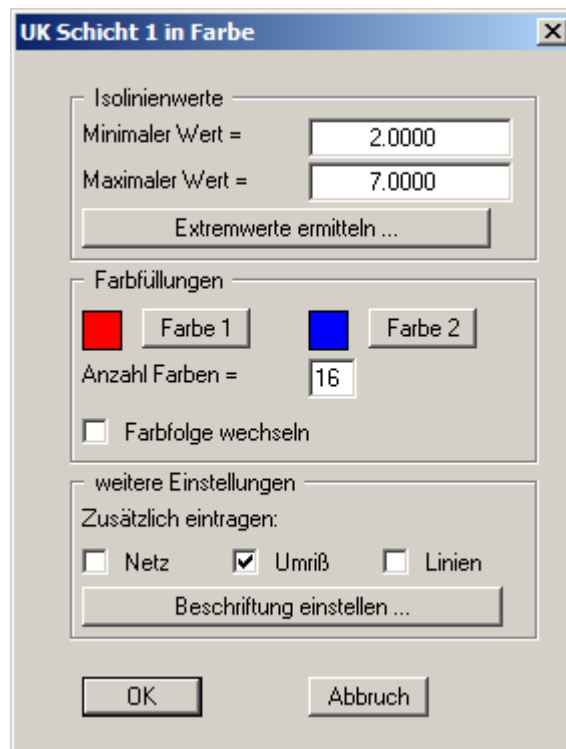 UK Schicht 1 in Farbe
Isolinienwerte
Minimaler Wert = 2.0000
Maximaler Wert = 7.0000
Extremwerte ermitteln ...
Farbfüllungen
Farbe 1 Farbe 2
Anzahl Farben = 16
Farbfolge wechseln
weitere Einstellungen
Zusätzlich eintragen:
Netz Umriß Linien
Beschriftung einstellen ...
OK Abbruch